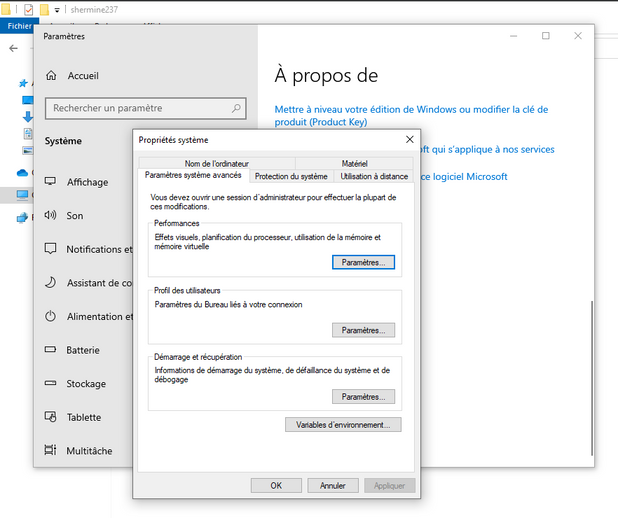 shermine237
Fichier
Paramètres
Accueil
Rechercher un paramètre
Système
Affichage
Son
Notifications et
Assistant de co
Alimentation et
Batterie
Stockage
Tablette
Multitâche
À propos de
Mettre à niveau votre édition de Windows ou modifier la clé de
produit (Product Key)
oft qui s'applique à nos services
ce logiciel Microsoft
Propriétés système
Nom de l'ordinateur Matériel
Paramètres système avancés Protection du système Utilisation à distance
Vous devez ouvrir une session d'administrateur pour effectuer la plupart de
ces modifications.
Performances
Effets visuels, planification du processeur, utilisation de la mémoire et
mémoire virtuelle
Paramètres...
Profil des utilisateurs
Paramètres du Bureau liés à votre connexion
Paramètres...
Démarrage et récupération
Informations de démarrage du système, de défaillance du système et de
débogage
Paramètres...
Variables d'environnement...
OK Annuler Appliquer